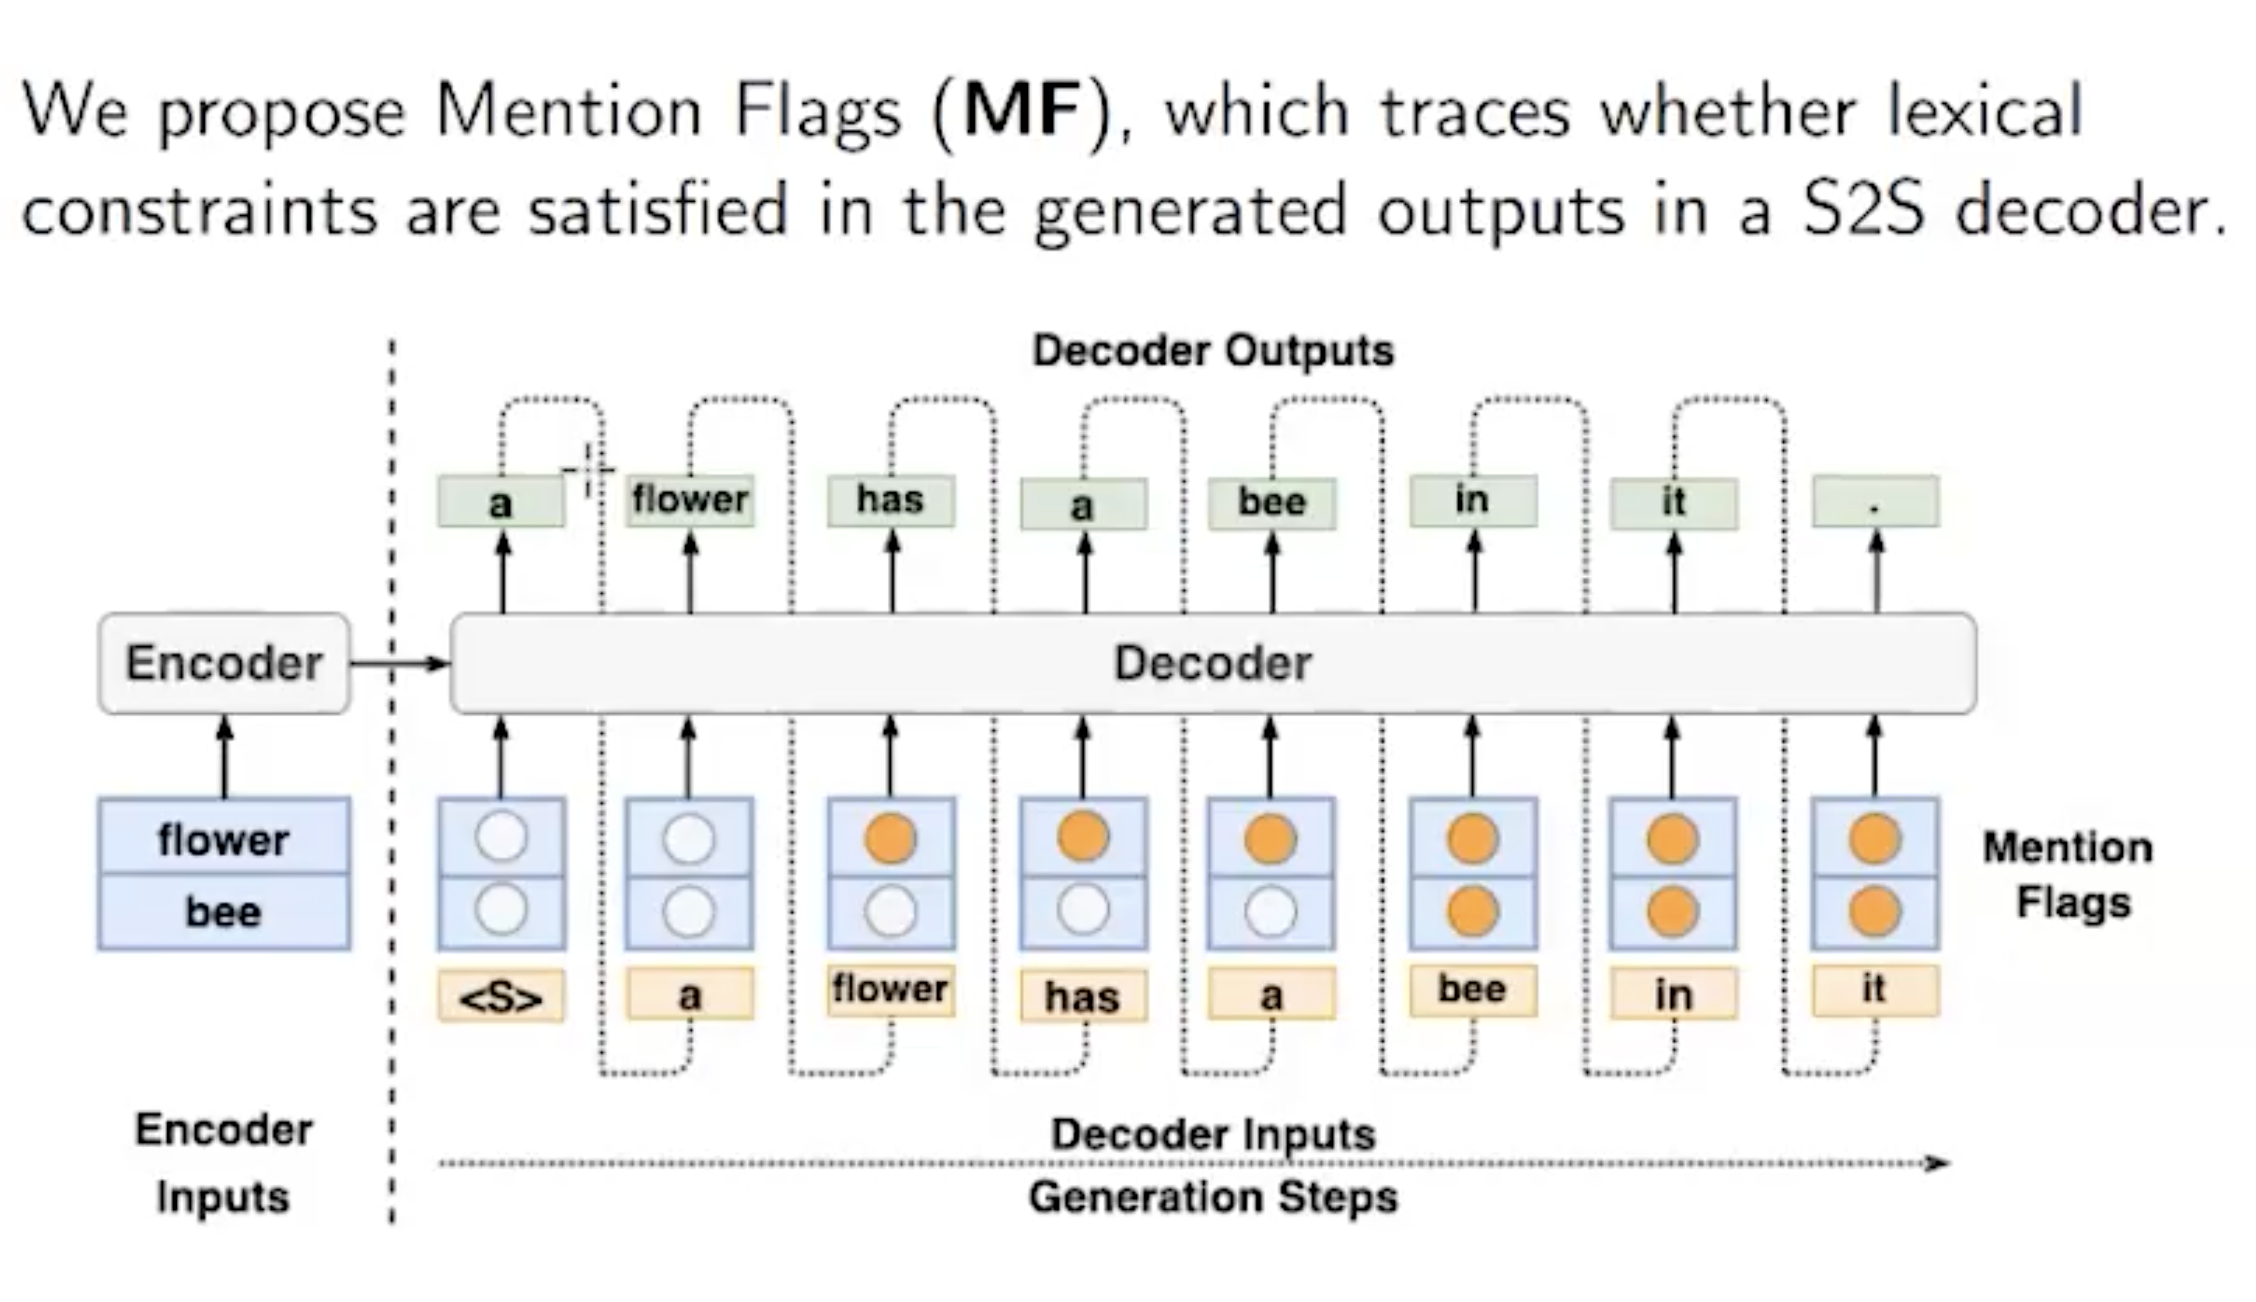 We propose Mention Flags (MF), which traces whether lexical
constraints are satisfied in the generated outputs in a S2S decoder.
Decoder Outputs
a flower has a bee in it .
Encoder
Decoder
flower
bee
Mention
Flags
<S> a flower has a bee in it
Encoder
Inputs
Decoder Inputs
Generation Steps